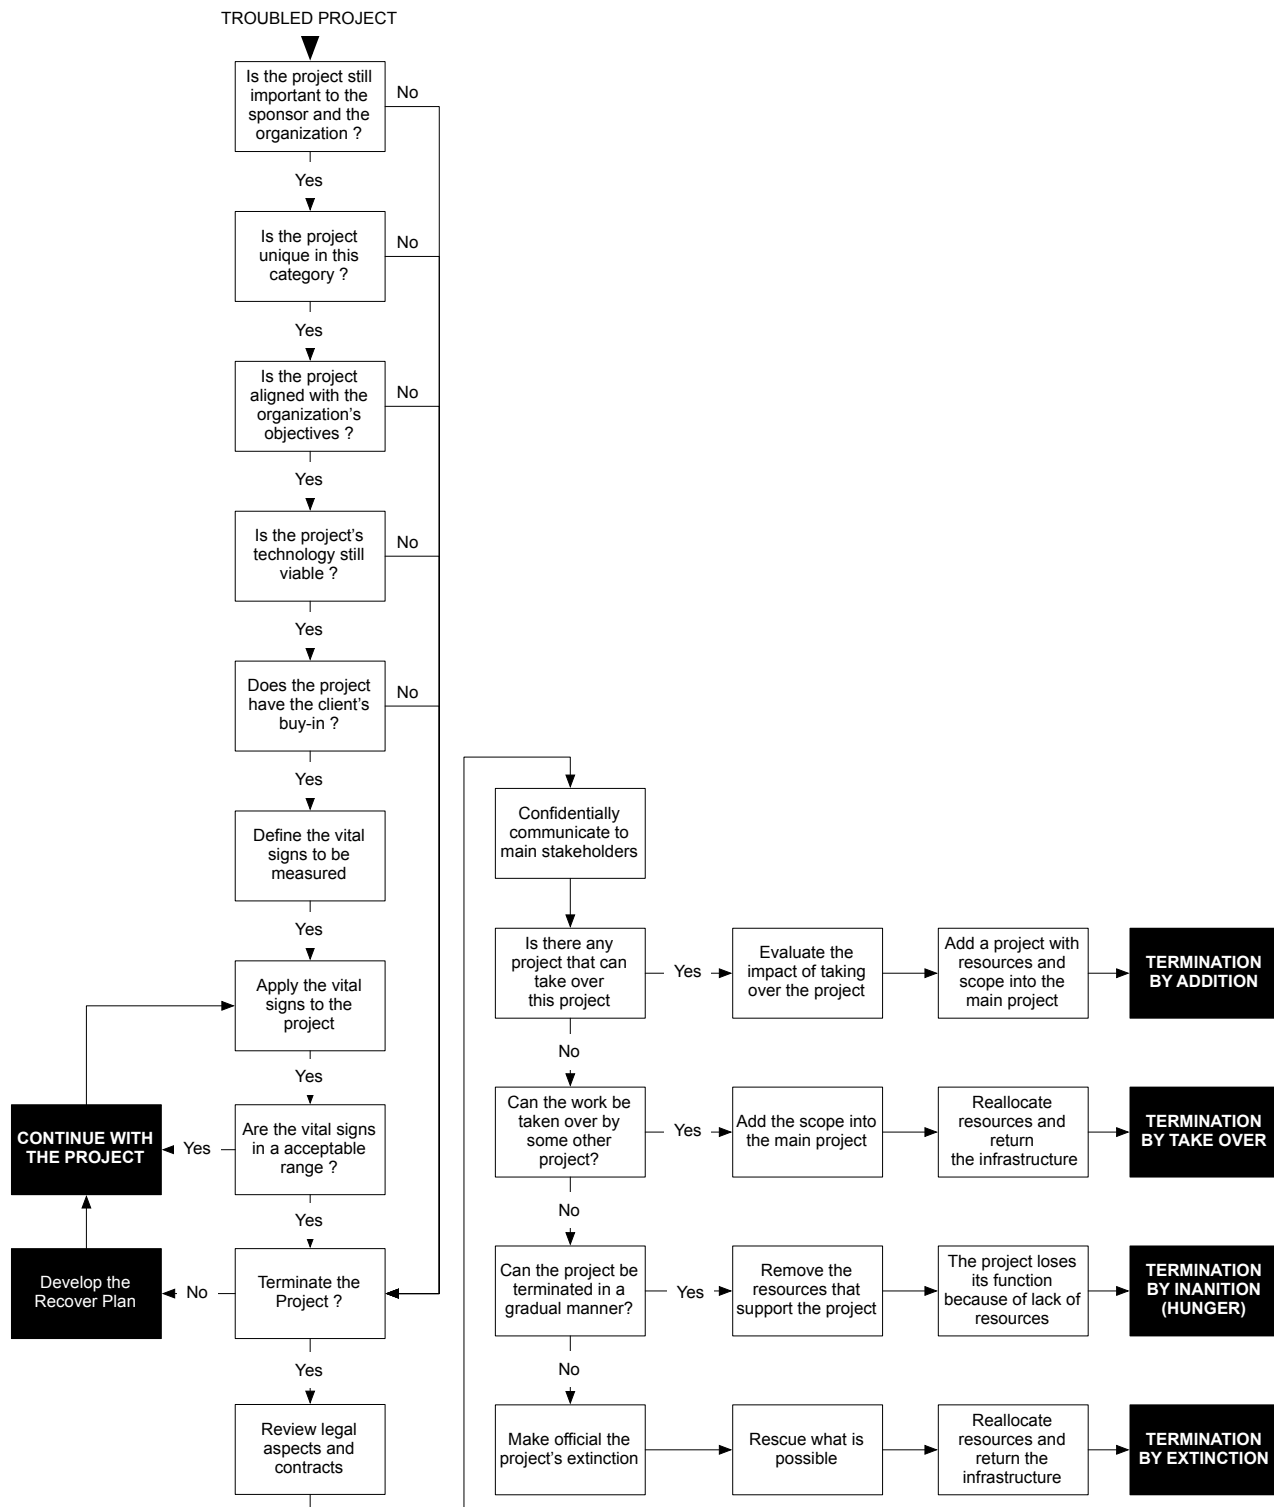 TROUBLED PROJECT
Is the project still
important to the
sponsor and the
organization ?
No
Yes
Is the project
unique in this
category ?
No
Yes
Is the project
aligned with the
organization's
objectives ?
No
Yes
Is the project's
technology still
viable ?
No
Yes
Does the project
have the client's
buy-in ?
No
Yes
Define the vital
signs to be
measured
Yes
Apply the vital
signs to the
project
Yes
Are the vital signs
in a acceptable
range ?
Yes
CONTINUE WITH
THE PROJECT
Yes
Terminate the
Project ?
No
Develop the
Recover Plan
Yes
Review legal
aspects and
contracts
Confidentially
communicate to
main stakeholders
Is there any
project that can
take over
this project
Yes
Evaluate the
impact of taking
over the project
Add a project with
resources and
scope into the
main project
TERMINATION
BY ADDITION
No
Can the work be
taken over by
some other
project?
Yes
Add the scope into
the main project
Reallocate
resources and
return
the infrastructure
TERMINATION
BY TAKE OVER
No
Can the project be
terminated in a
gradual manner?
Yes
Remove the
resources that
support the project
The project loses
its function
because of lack of
resources
TERMINATION
BY INANITION
(HUNGER)
No
Make official the
project's extinction
Rescue what is
possible
Reallocate
resources and
return the
infrastructure
TERMINATION
BY EXTINCTION